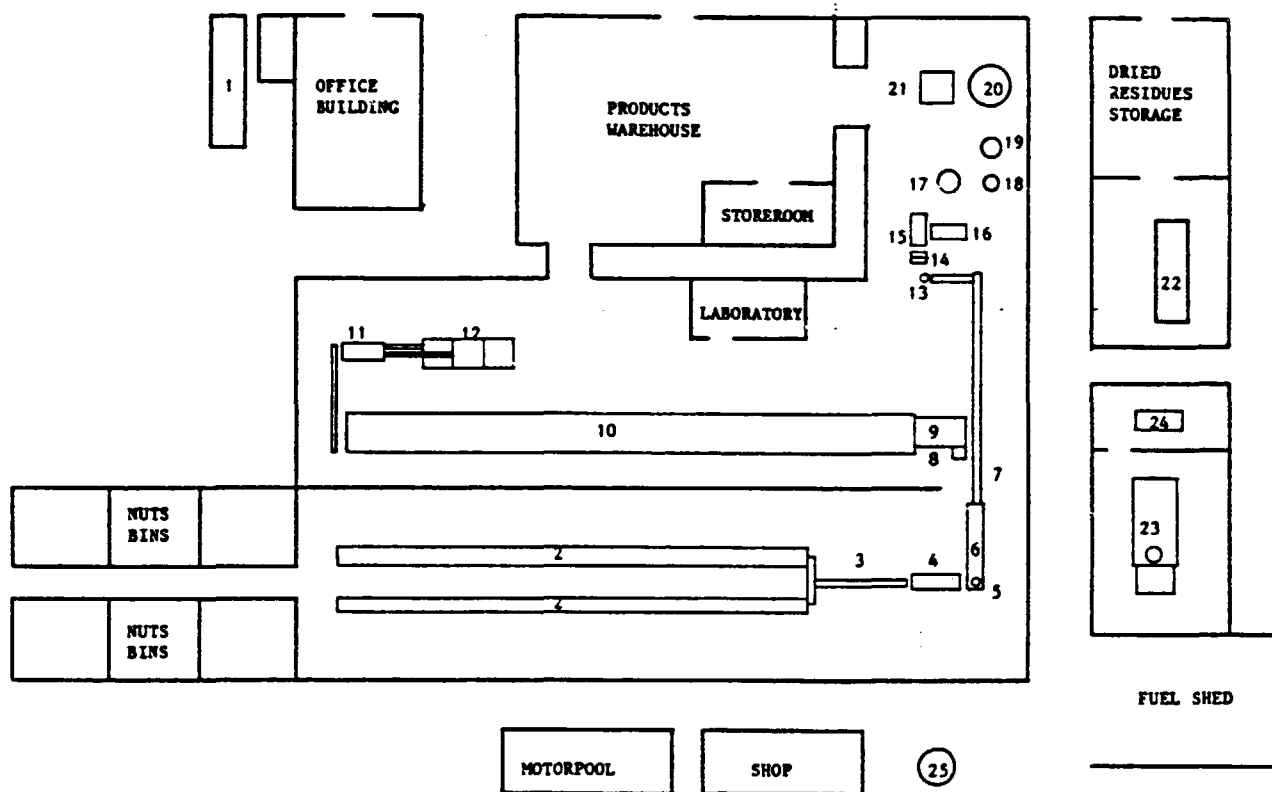 1
OFFICE
BUILDING
PRODUCTS
WAREHOUSE
STOREROOM
LABORATORY
21
20
19
17
18
15
16
14
13
DRIED
RESIDUES
STORAGE
22
11
12
10
9
8
7
24
NUTS
BINS
2
3
4
6
5
23
NUTS
BINS
2
FUEL SHED
MOTORPOOL
SHOP
25